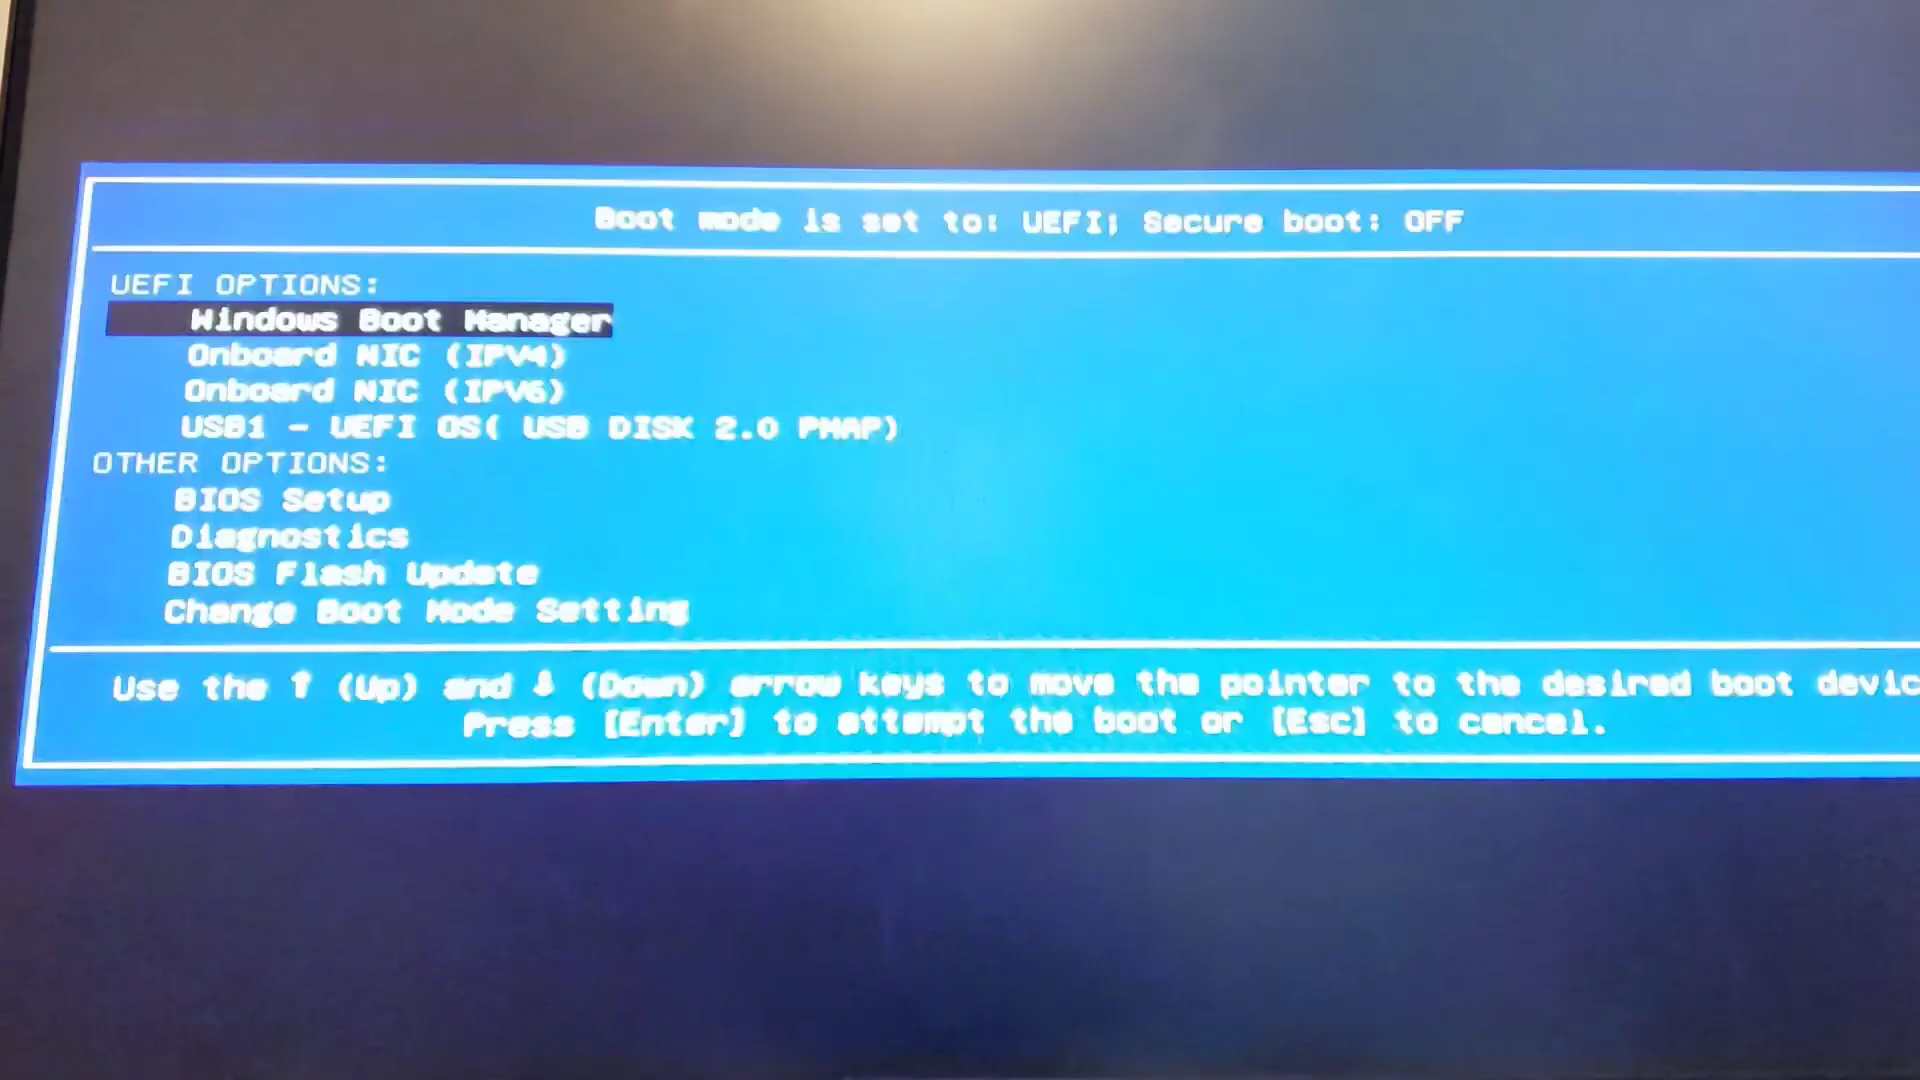 Boot mode is set to: UEFI; Secure boot: OFF
UEFI OPTIONS:
Windows Boot Manager
Onboard NIC (IPV4)
Onboard NIC (IPV6)
USB1 - UEFI OS( USB DISK 2.0 PMAP)
OTHER OPTIONS:
BIOS Setup
Diagnostics
BIOS Flash Update
Change Boot Mode Setting
Use the ↑ (Up) and ↓ (Down) arrow keys to move the pointer to the desired boot devic
Press [Enter] to attempt the boot or [Esc] to cancel.